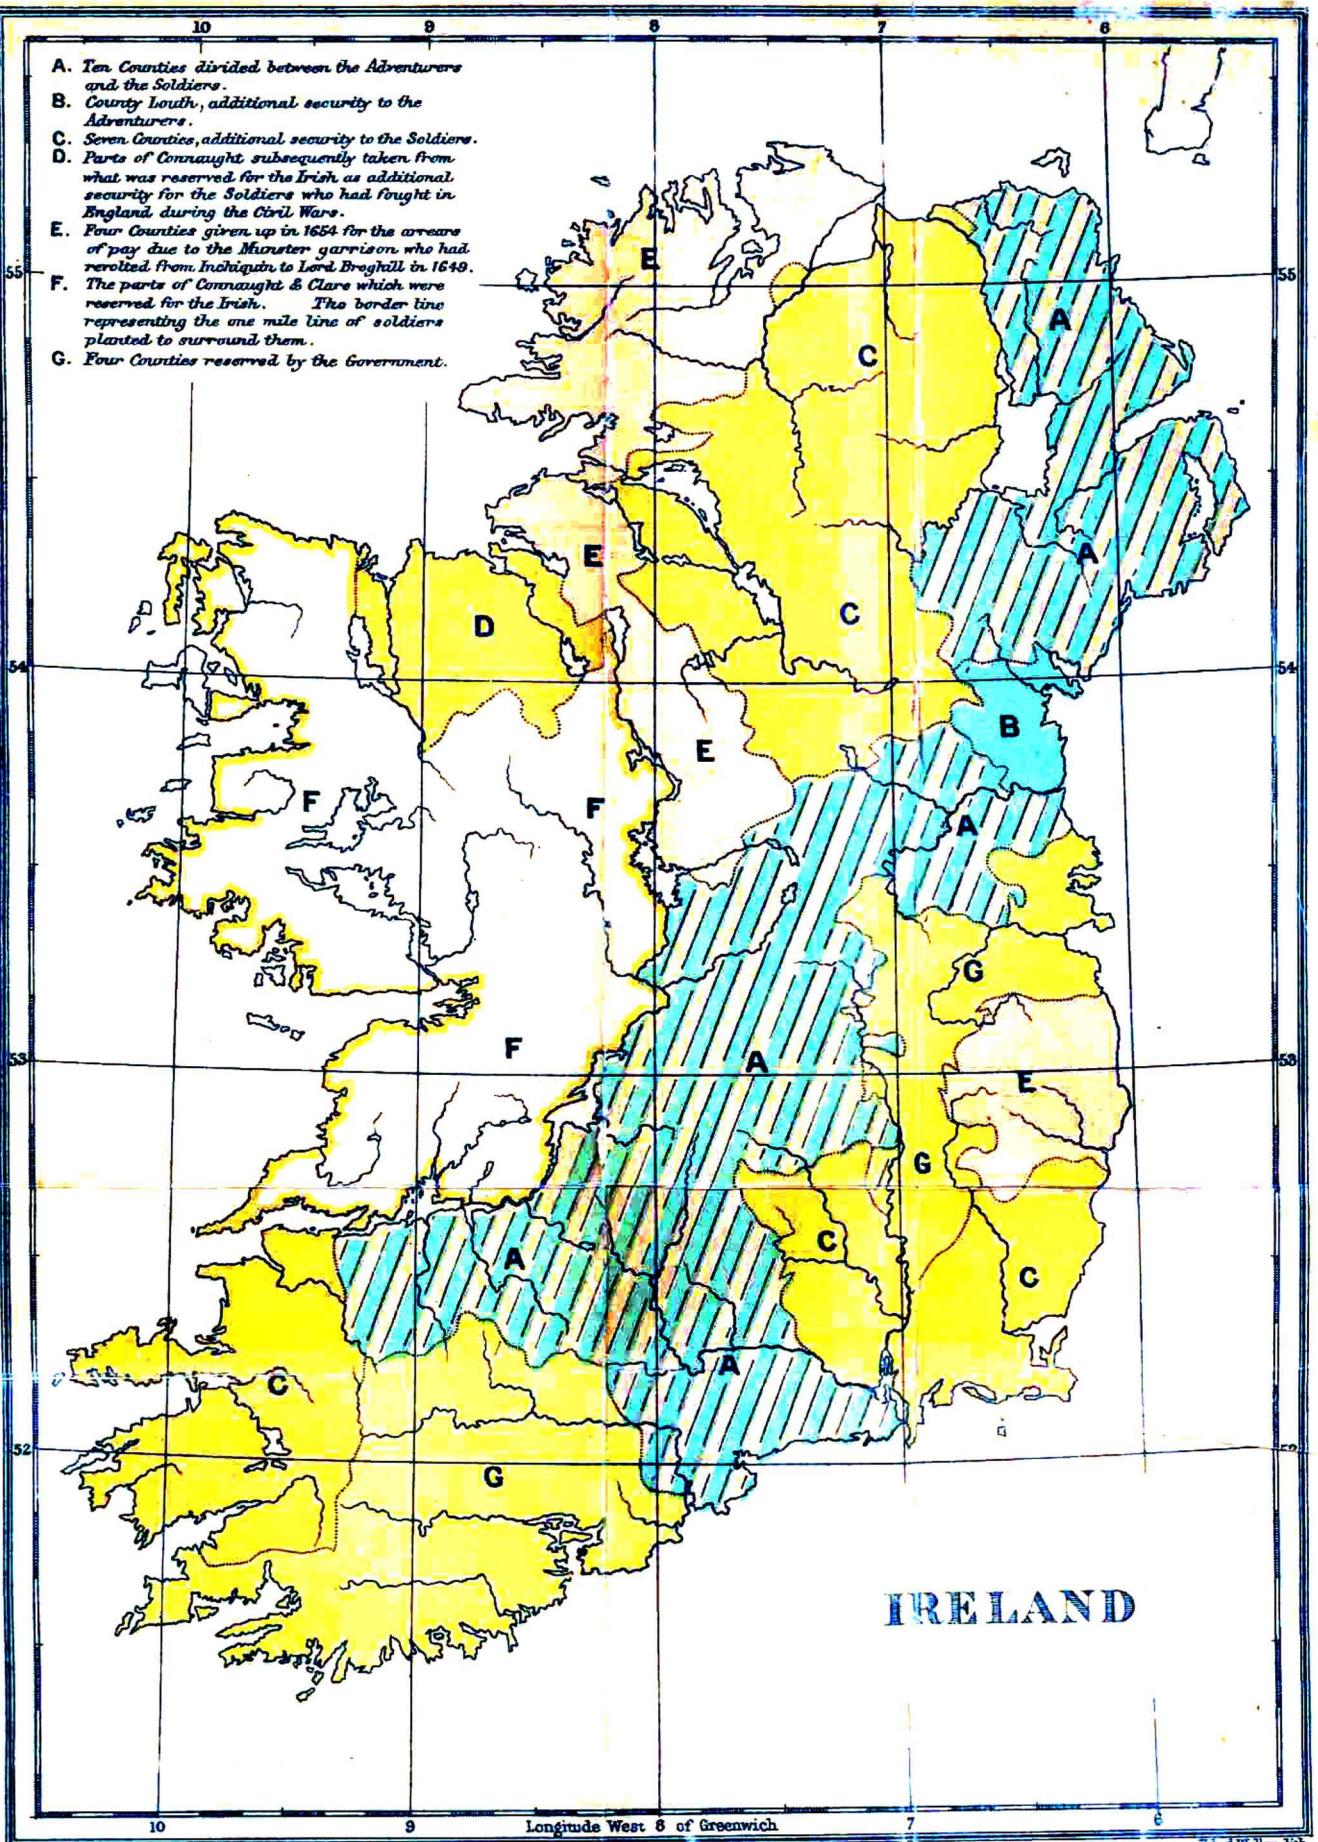 10 9 8 7 6
A. Ten Counties divided between the Adventurers
and the Soldiers.
B. County Louth, additional security to the
Adventurers.
C. Seven Counties, additional security to the Soldiers.
D. Parts of Connaught subsequently taken from
what was reserved for the Irish as additional
security for the Soldiers who had fought in
England during the Civil Wars.
E. Four Counties given up in 1654 for the arrears
of pay due to the Munster garrison who had
revolted from Inchiquin to Lord Broghill in 1649.
F. The parts of Connaught & Clare which were
reserved for the Irish. The border line
representing the one mile line of soldiers
planted to surround them.
G. Four Counties reserved by the Government.
E
55 55
A
C
E A
D C
54 54
B
E
F F
A
G
F
53 A 53
E
G
C
A
C
A
C
52 52
G
IRELAND
10 9 Longitude West 8 of Greenwich 7 6